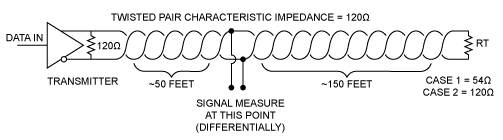 TWISTED PAIR CHARACTERISTIC IMPEDANCE = 120Ω
DATA IN
120Ω
RT
TRANSMITTER
~50 FEET
~150 FEET
CASE 1 = 54Ω
CASE 2 = 120Ω
SIGNAL MEASURE
AT THIS POINT
(DIFFERENTIALLY)